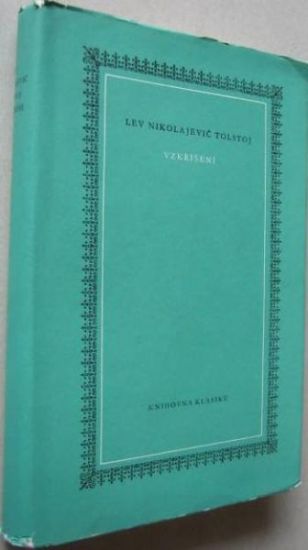 LEV NIKOLAJEVIČ TOLSTOJ
VZKŘÍŠENÍ
KNIHOVNA KLASIKŮ